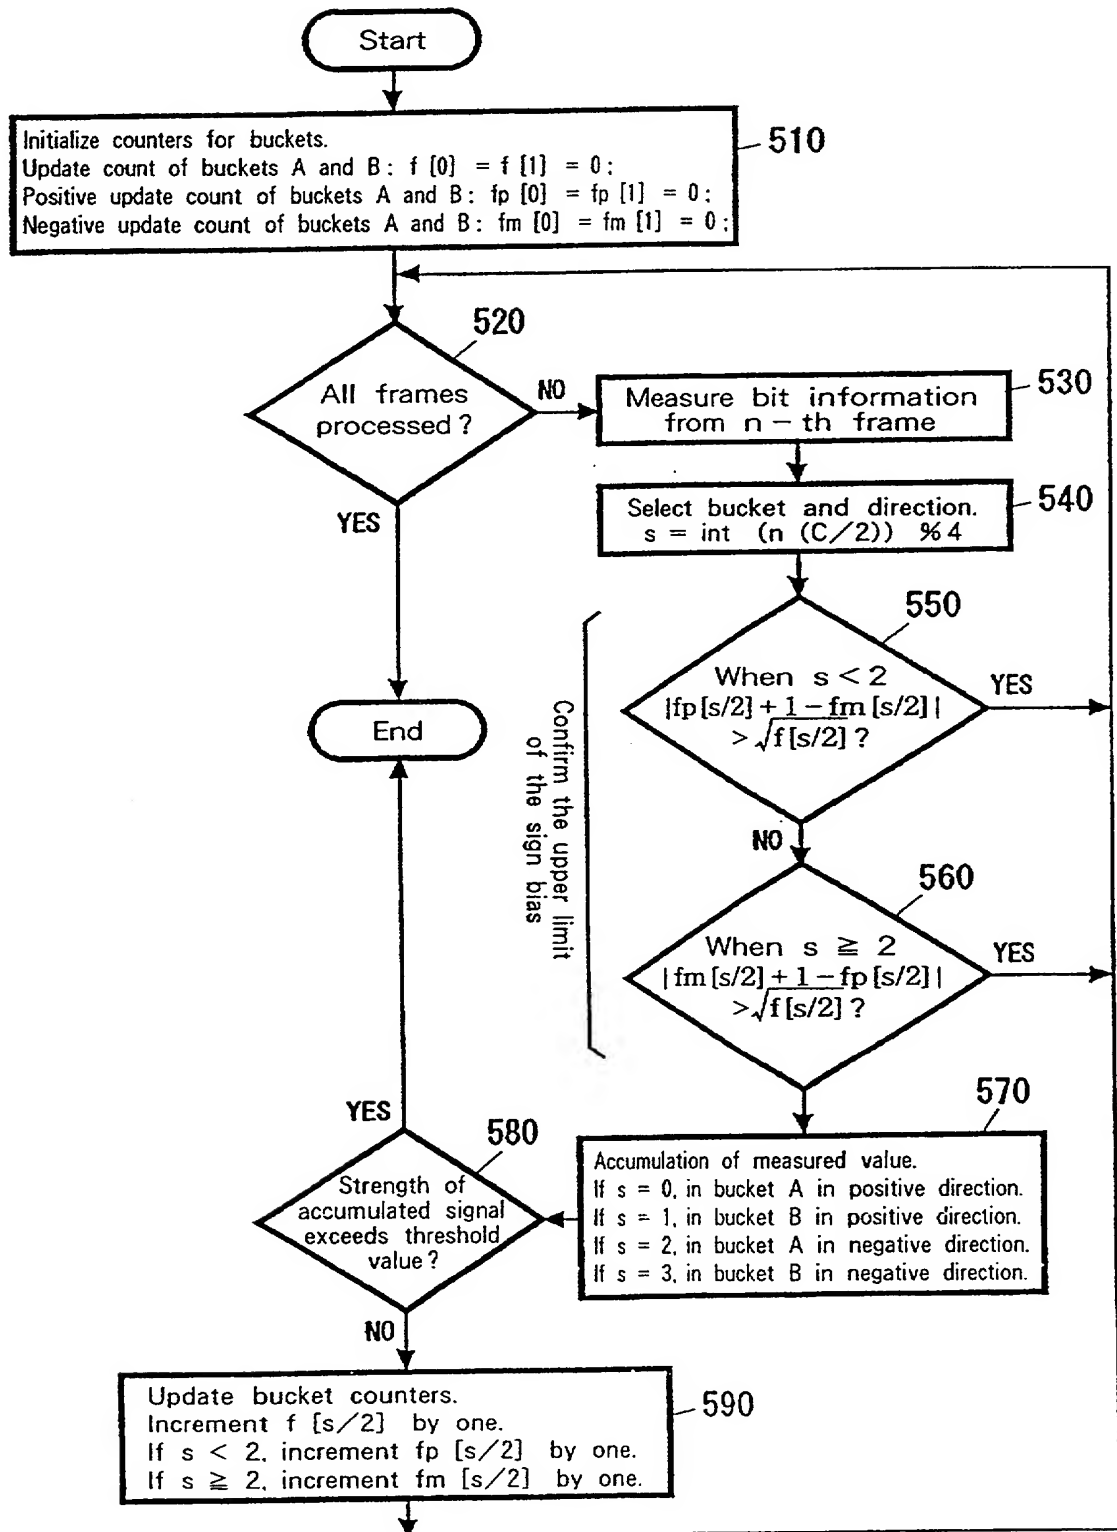 Start
Initialize counters for buckets.
Update count of buckets A and B: f [0] = f [1] = 0;
Positive update count of buckets A and B: fp [0] = fp [1] = 0;
Negative update count of buckets A and B: fm [0] = fm [1] = 0;
510
520
All frames
processed?
NO
YES
Measure bit information
from n-th frame
530
Select bucket and direction.
s = int (n (C/2)) %4
540
550
When s < 2
|fp[s/2] + 1 − fm[s/2]|
> √f[s/2] ?
YES
NO
End
Confirm the upper limit
of the sign bias
560
When s ≧ 2
|fm[s/2] + 1 − fp[s/2]|
> √f[s/2] ?
YES
570
Accumulation of measured value.
If s = 0, in bucket A in positive direction.
If s = 1, in bucket B in positive direction.
If s = 2, in bucket A in negative direction.
If s = 3, in bucket B in negative direction.
YES
580
Strength of
accumulated signal
exceeds threshold
value?
NO
Update bucket counters.
Increment f [s/2] by one.
If s < 2, increment fp [s/2] by one.
If s ≧ 2, increment fm [s/2] by one.
590